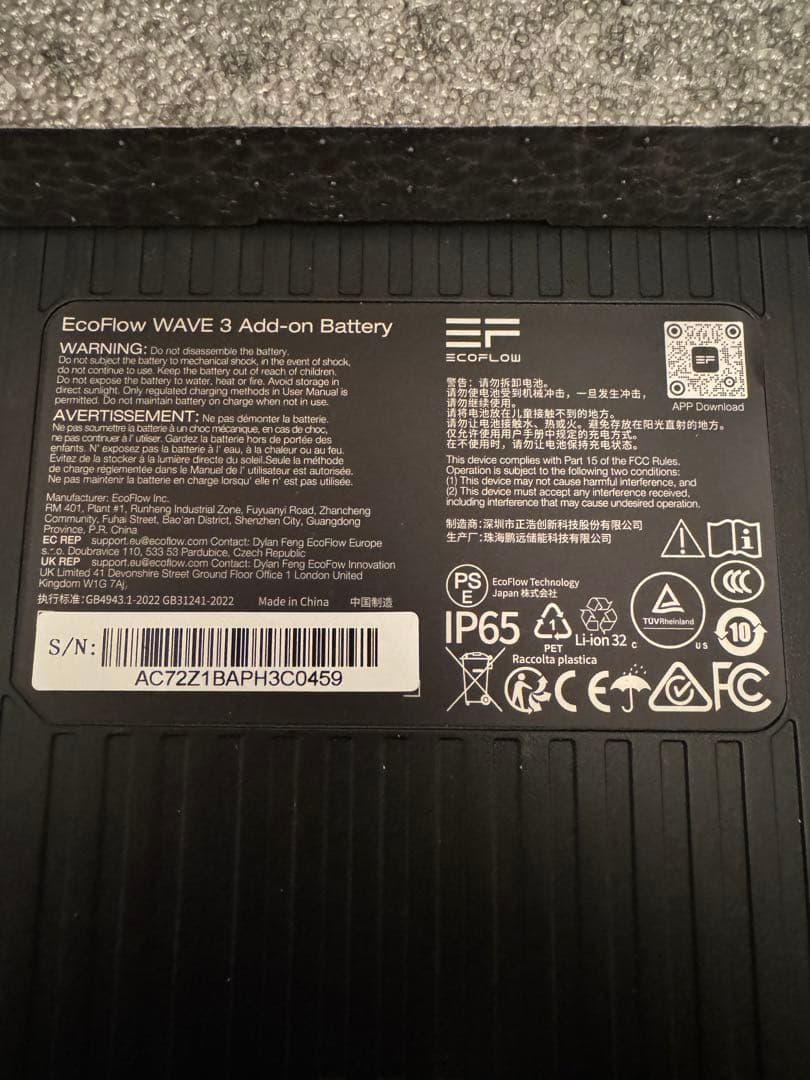 EcoFlow WAVE 3 Add-on Battery
WARNING: Do not disassemble the battery.
Do not subject the battery to mechanical shock, in the event of shock,
do not continue to use. Keep the battery out of reach of children.
Do not expose the battery to water, heat or fire. Avoid storage in
direct sunlight. Only regulated charging methods in User Manual is
permitted. Do not maintain battery on charge when not in use.
AVERTISSEMENT: Ne pas démonter la batterie.
Ne pas soumettre la batterie à un choc mécanique, en cas de choc,
ne pas continuer à l' utiliser. Gardez la batterie hors de portée des
enfants. N' exposez pas la batterie à l' eau, à la chaleur ou au feu.
Évitez de la stocker à la lumière directe du soleil.Seule la méthode
de charge réglementée dans le Manuel de l' utilisateur est autorisée.
Ne pas maintenir la batterie en charge lorsqu' elle n' est pas utilisée.
Manufacturer: EcoFlow Inc.
RM 401, Plant #1, Runheng Industrial Zone, Fuyuanyi Road, Zhancheng
Community, Fuhai Street, Bao'an District, Shenzhen City, Guangdong
Province, P.R. China
EC REP support.eu@ecoflow.com Contact: Dylan Feng EcoFlow Europe
s.r.o. Doubravice 110, 533 53 Pardubice, Czech Republic
UK REP support.eu@ecoflow.com Contact: Dylan Feng EcoFow Innovation
UK Limited 41 Devonshire Street Ground Floor Office 1 London United
Kingdom W1G 7Aj.
执行标准:GB4943.1-2022 GB31241-2022 Made in China 中国制造
S/N:
AC72Z1BAPH3C0459
EF
ECOFLOW
EF
APP Download
警告: 请勿拆卸电池。
请勿使电池受到机械冲击，一旦发生冲击，
请勿继续使用。
请将电池放在儿童接触不到的地方。
请勿让电池接触水、热或火。避免存放在阳光直射的地方。
仅允许使用用户手册中规定的充电方式。
在不使用时，请勿让电池保持充电状态。
This device complies with Part 15 of the FCC Rules.
Operation is subject to the following two conditions:
(1) This device may not cause harmful interference, and
(2) This device must accept any interference received,
including interference that may cause undesired operation.
制造商:深圳市正浩创新科技股份有限公司
生产厂: 珠海鹏远储能科技有限公司
PS
E
EcoFlow Technology
Japan 株式会社
IP65
1
PET
Li-ion 32
Raccolta plastica
c
TÜVRheinland
US
CCC
10
CE
FC